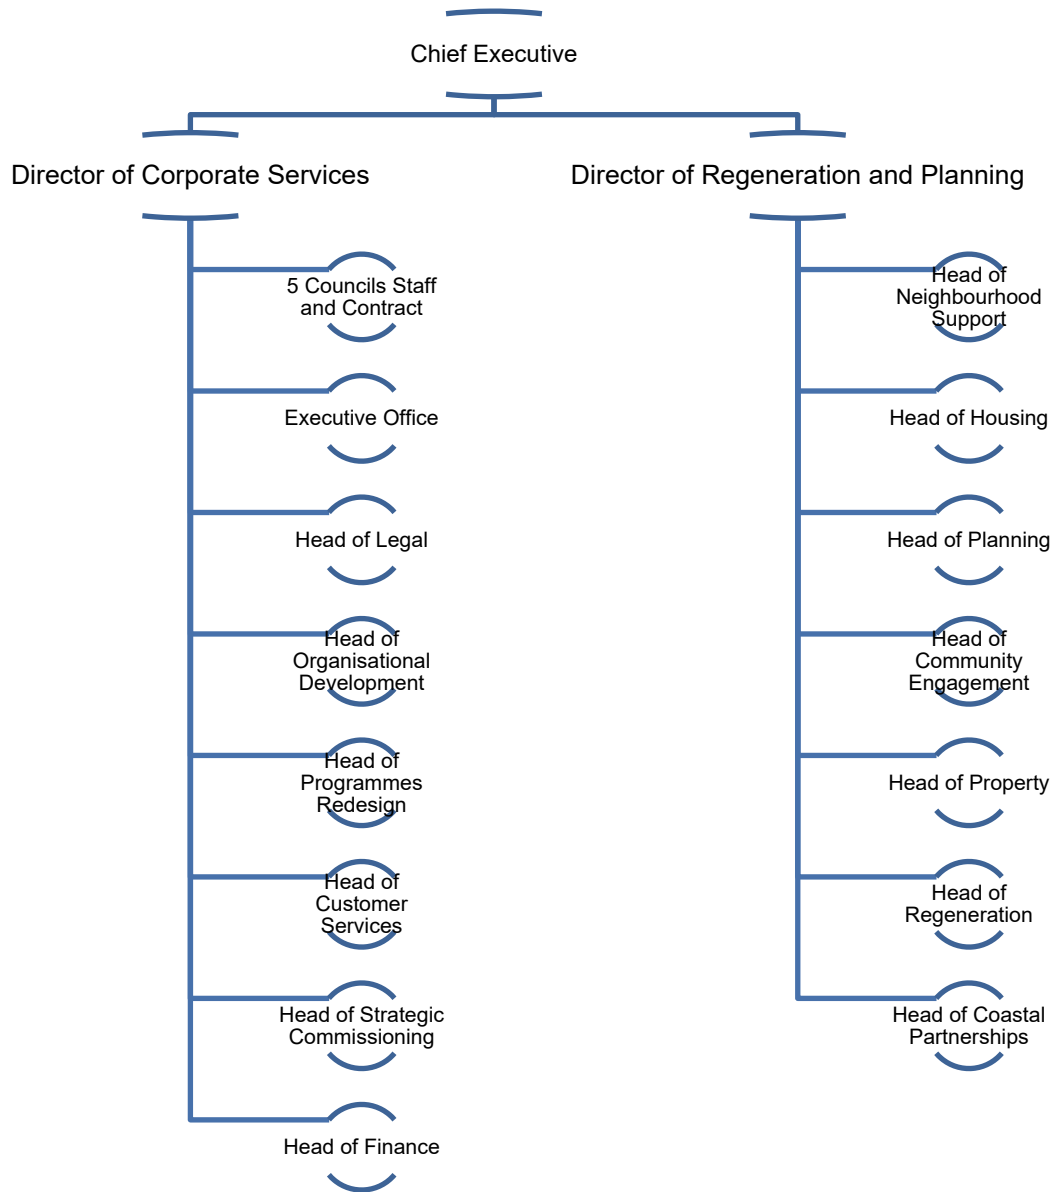 Chief Executive
Director of Corporate Services
5 Councils Staff
and Contract
Executive Office
Head of Legal
Head of
Organisational
Development
Head of
Programmes
Redesign
Head of
Customer
Services
Head of Strategic
Commissioning
Head of Finance
Director of Regeneration and Planning
Head of
Neighbourhood
Support
Head of Housing
Head of Planning
Head of
Community
Engagement
Head of Property
Head of
Regeneration
Head of Coastal
Partnerships